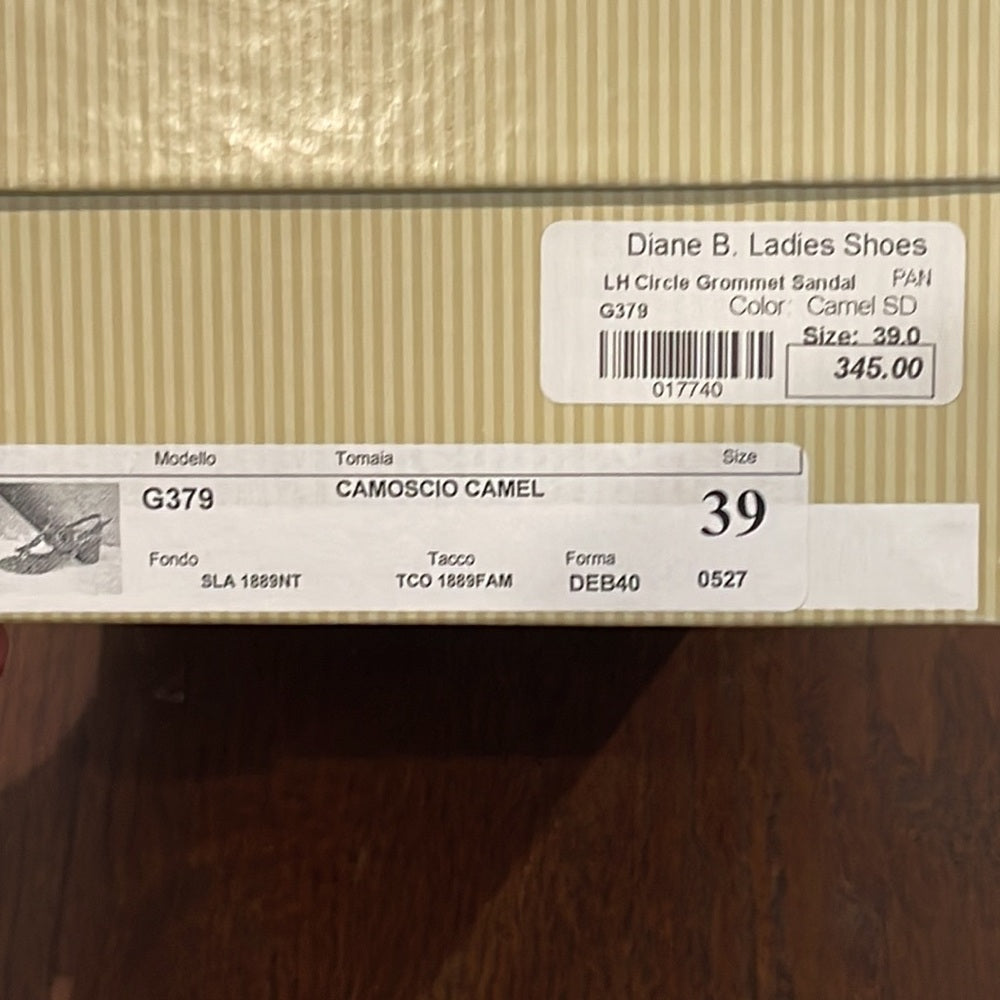 Diane B. Ladies Shoes
LH Circle Grommet Sandal PAN
G379 Color: Camel SD
Size: 39.0
345.00
017740
Modello Tomaia Size
G379 CAMOSCIO CAMEL 39
Fondo Tacco Forma
SLA 1889NT TCO 1889FAM DEB40 0527